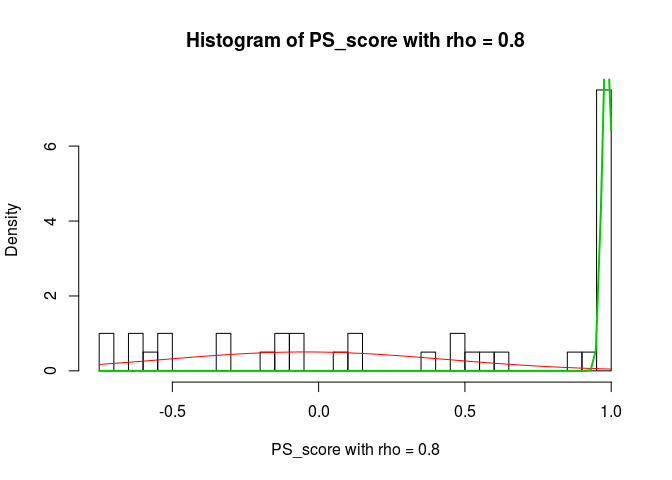 Histogram of PS_score with rho = 0.8
Density
6
4
2
0
-0.5
0.0
0.5
1.0
PS_score with rho = 0.8